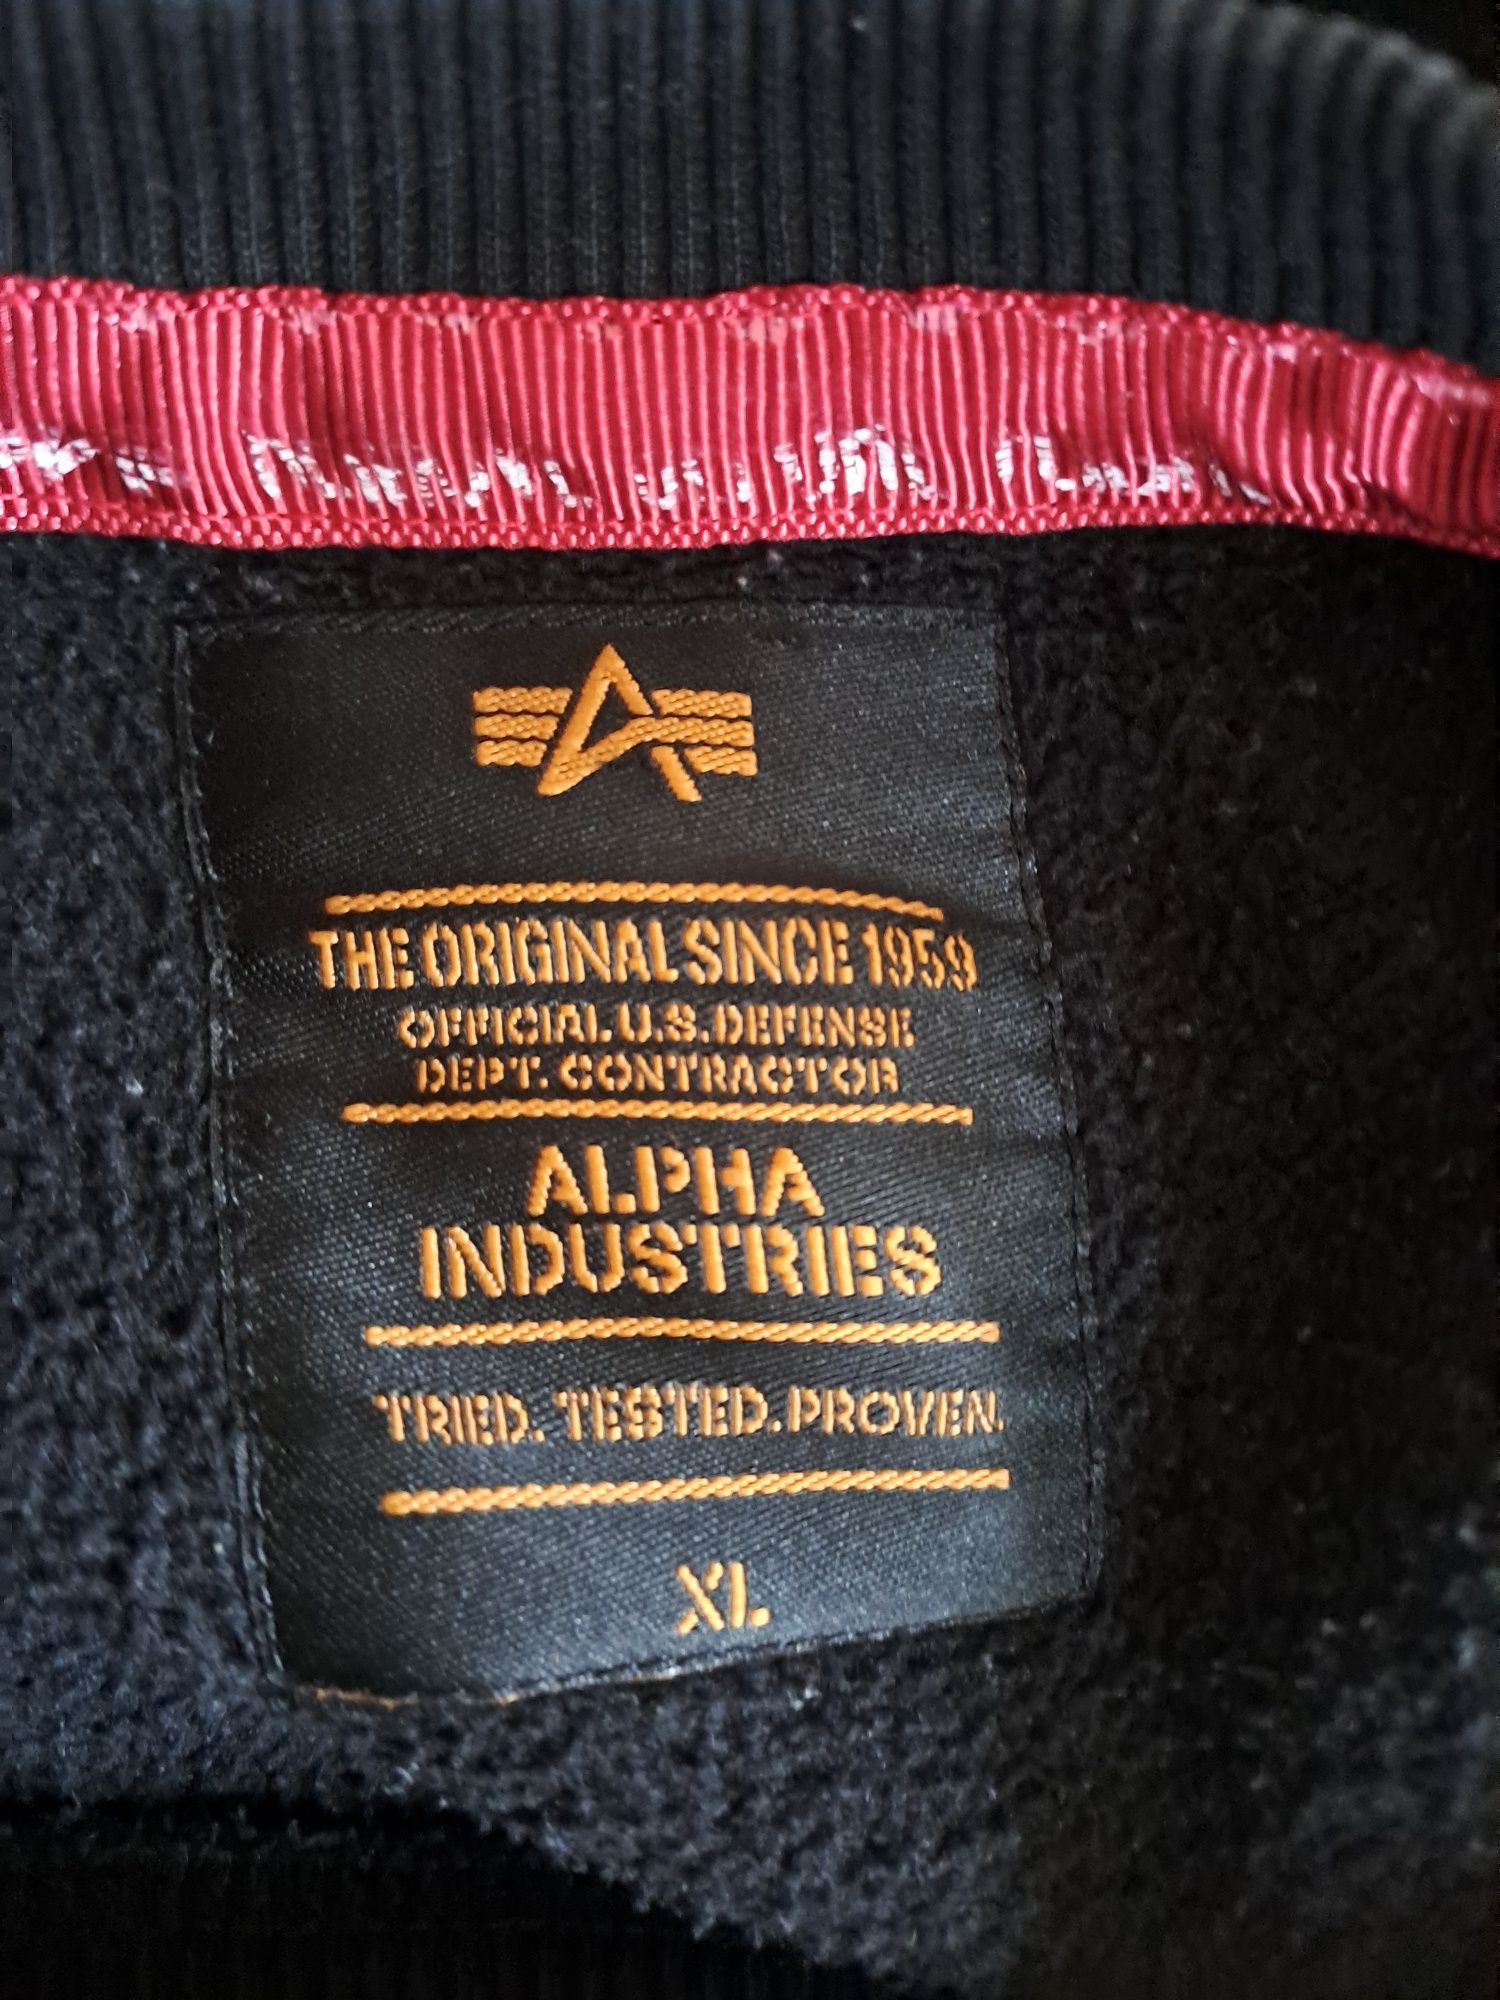 THE ORIGINAL SINCE 1959
OFFICIAL U.S. DEFENSE
DEPT. CONTRACTOR
ALPHA
INDUSTRIES
TRIED. TESTED. PROVEN.
XL